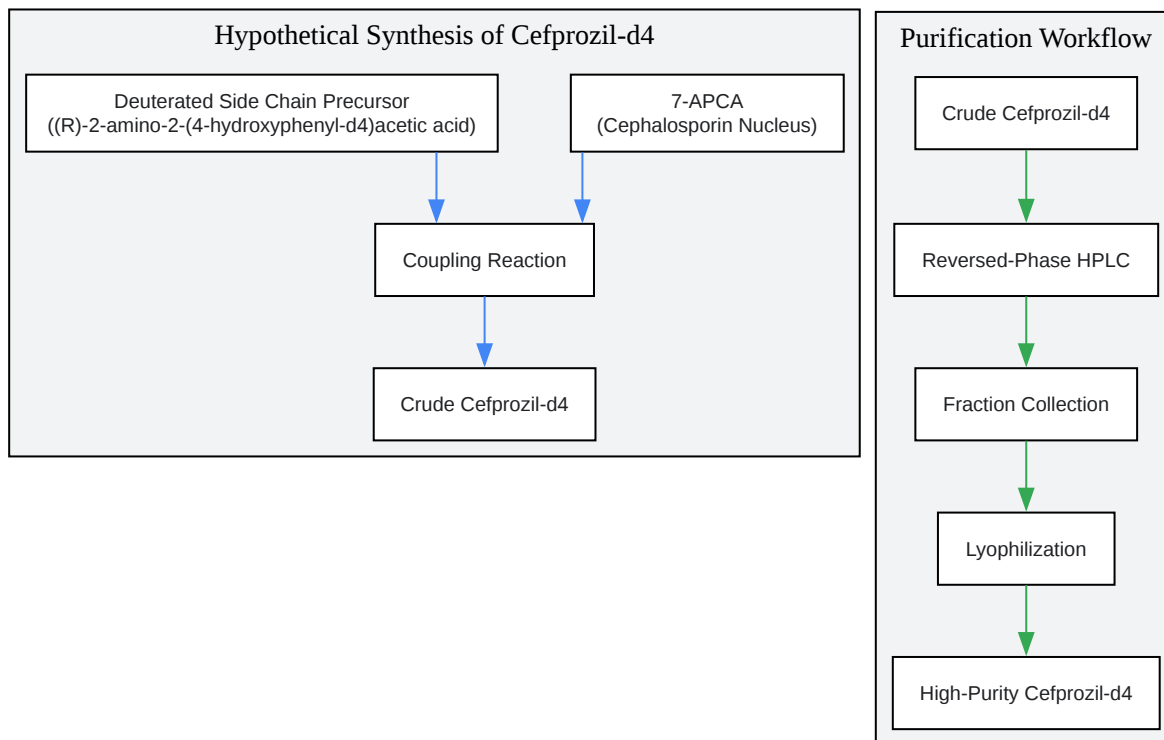 Hypothetical Synthesis of Cefprozil-d4
Deuterated Side Chain Precursor
((R)-2-amino-2-(4-hydroxyphenyl-d4)acetic acid)
7-APCA
(Cephalosporin Nucleus)
Coupling Reaction
Crude Cefprozil-d4
Purification Workflow
Crude Cefprozil-d4
Reversed-Phase HPLC
Fraction Collection
Lyophilization
High-Purity Cefprozil-d4